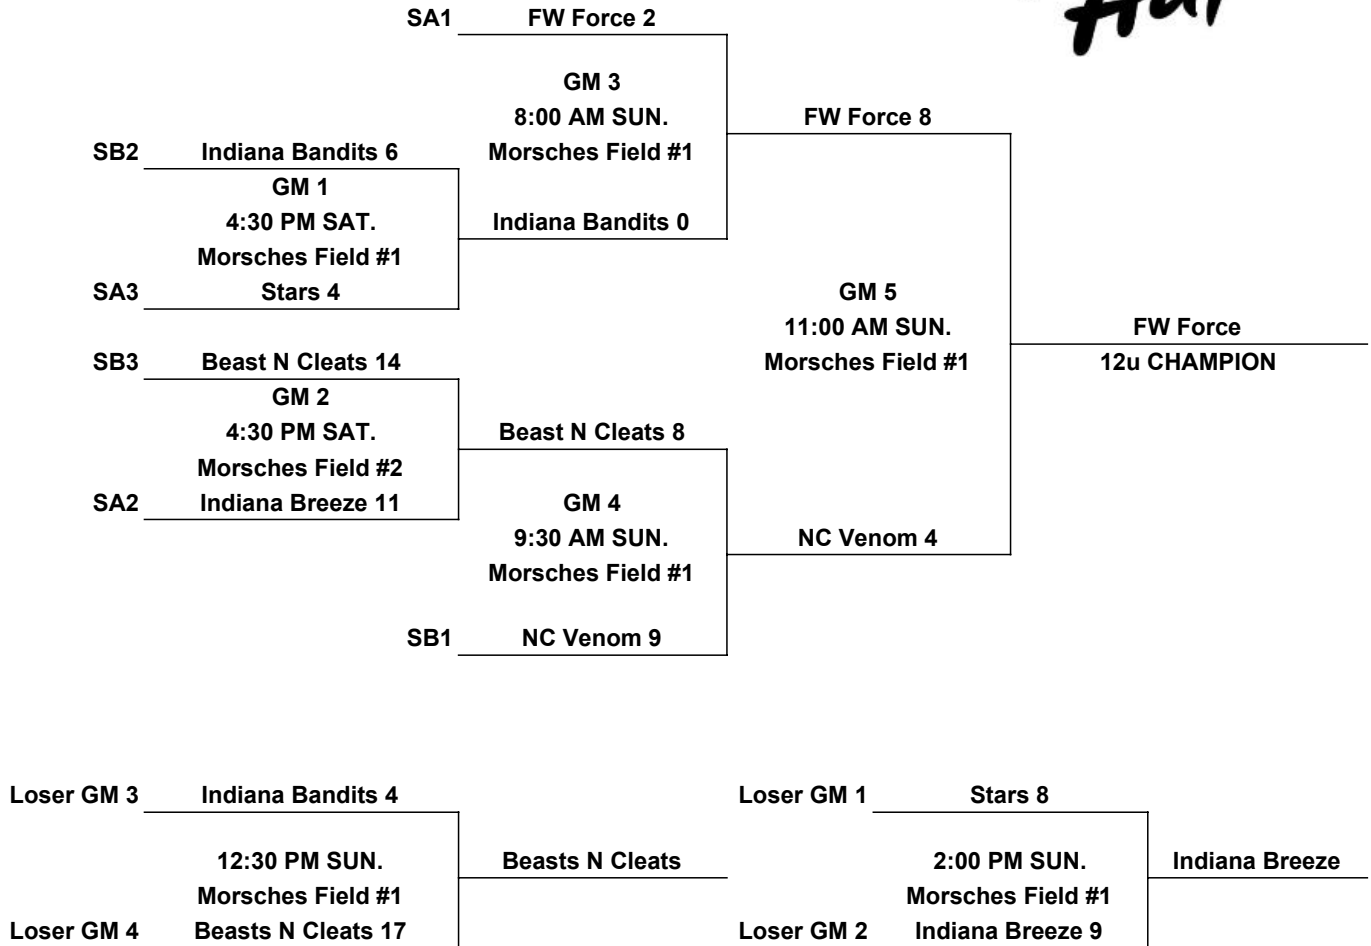 SA1 FW Force 2
GM 3
8:00 AM SUN.
Morsches Field #1
FW Force 8
SB2 Indiana Bandits 6
GM 1
4:30 PM SAT.
Morsches Field #1
Indiana Bandits 0
SA3 Stars 4
GM 5
11:00 AM SUN.
Morsches Field #1
FW Force
12u CHAMPION
SB3 Beast N Cleats 14
GM 2
4:30 PM SAT.
Morsches Field #2
Beast N Cleats 8
SA2 Indiana Breeze 11
GM 4
9:30 AM SUN.
Morsches Field #1
NC Venom 4
SB1 NC Venom 9
Loser GM 3 Indiana Bandits 4
12:30 PM SUN.
Morsches Field #1
Beasts N Cleats
Loser GM 4 Beasts N Cleats 17
Loser GM 1 Stars 8
2:00 PM SUN.
Morsches Field #1
Indiana Breeze
Loser GM 2 Indiana Breeze 9